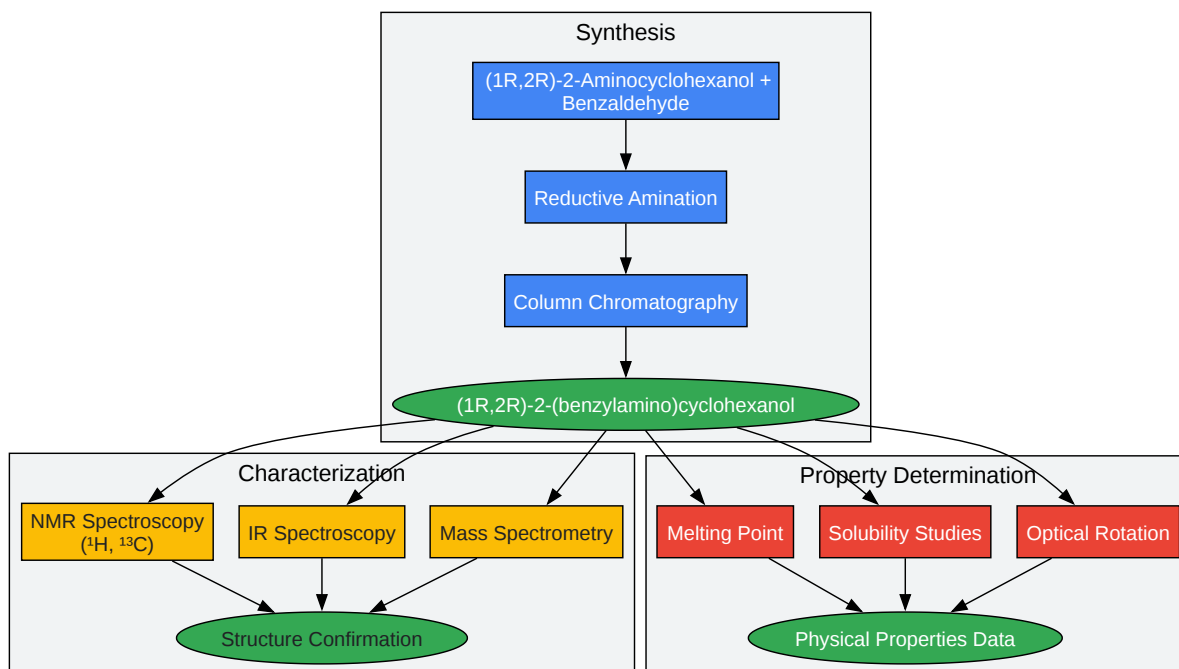 Synthesis
(1R,2R)-2-Aminocyclohexanol +
Benzaldehyde
Reductive Amination
Column Chromatography
(1R,2R)-2-(benzylamino)cyclohexanol
Characterization
NMR Spectroscopy
(¹H, ¹³C)
IR Spectroscopy
Mass Spectrometry
Structure Confirmation
Property Determination
Melting Point
Solubility Studies
Optical Rotation
Physical Properties Data